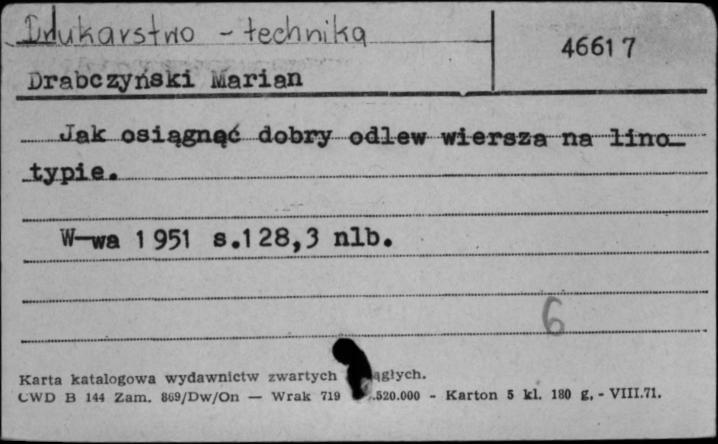 Drukarstwo - technika
46617
Drabczyński Marian
Jak osiągnąć dobry odlew wiersza na lino_
typie.
W-wa 1951 s.128,3 nlb.
6
Karta katalogowa wydawnictw zwartych
CWD B 144 Zam. 869/Dw/On — Wrak 719 .520.000 - Karton 5 kl. 180 g. - VIII.71.